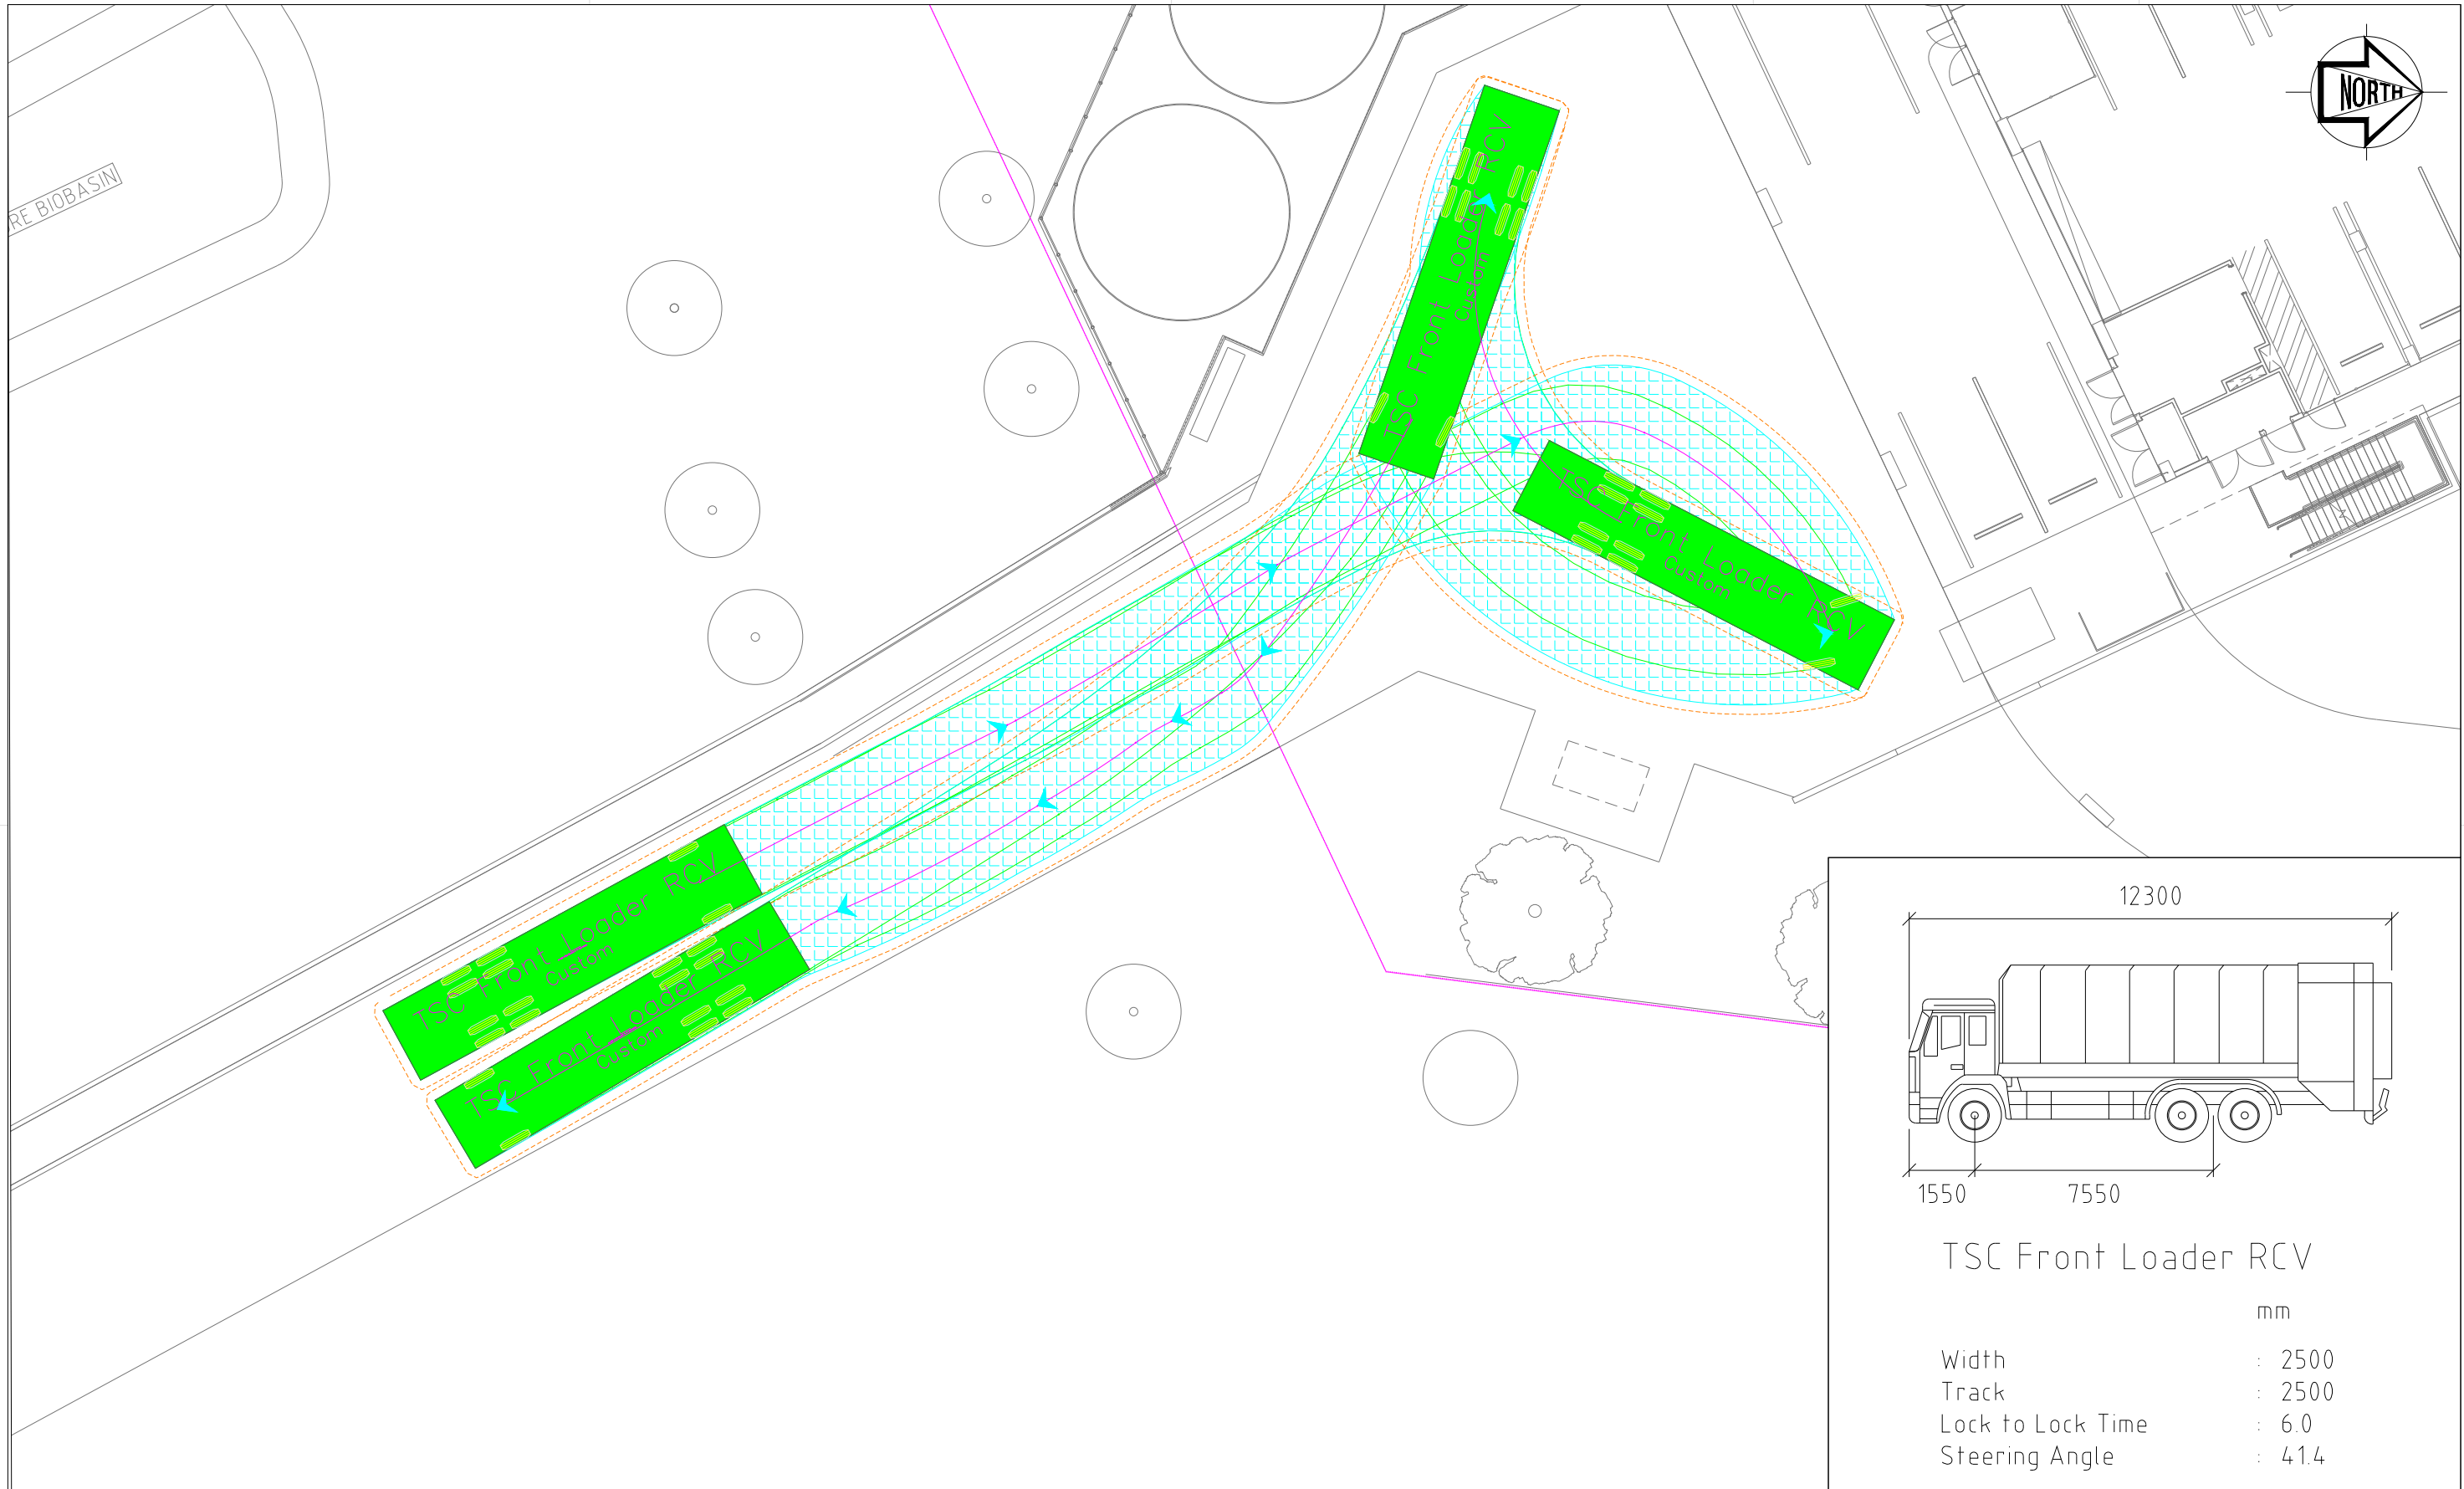 NORTH
RE BIOBASIN
TSC Front Loader RCV
Custom
TSC Front Loader RCV
Custom
TSC Front Loader RCV
Custom
TSC Front Loader RCV
Custom
12300
1550
7550
TSC Front Loader RCV
mm
Width : 2500
Track : 2500
Lock to Lock Time : 6.0
Steering Angle : 41.4